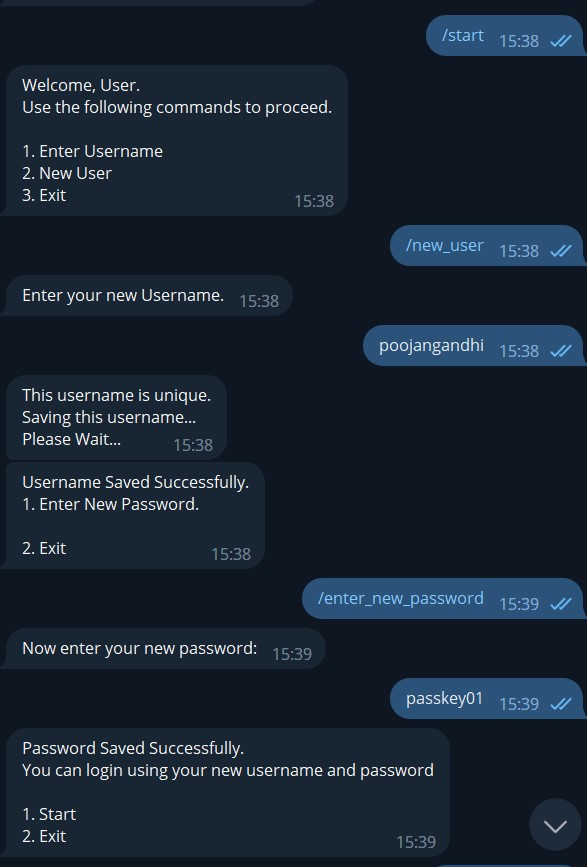 /start 15:38
Welcome, User.
Use the following commands to proceed.
1. Enter Username
2. New User
3. Exit 15:38
/new_user 15:38
Enter your new Username. 15:38
poojangandhi 15:38
This username is unique.
Saving this username...
Please Wait... 15:38
Username Saved Successfully.
1. Enter New Password.
2. Exit 15:38
/enter_new_password 15:39
Now enter your new password: 15:39
passkey01 15:39
Password Saved Successfully.
You can login using your new username and password
1. Start
2. Exit 15:39